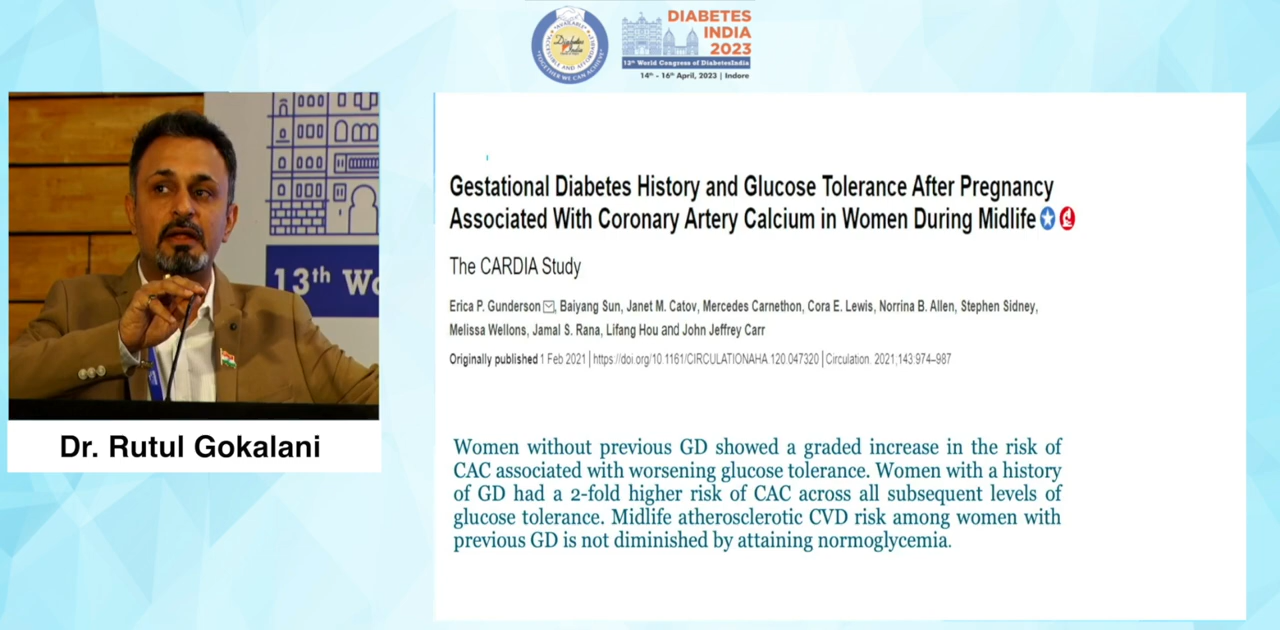 DIABETES
INDIA
2023
13th World Congress of DiabetesIndia
14th - 16th April, 2023 | Indore
13th Wo
Dr. Rutul Gokalani
Gestational Diabetes History and Glucose Tolerance After Pregnancy
Associated With Coronary Artery Calcium in Women During Midlife
The CARDIA Study
Erica P. Gunderson, Baiyang Sun, Janet M. Catov, Mercedes Carnethon, Cora E. Lewis, Norrina B. Allen, Stephen Sidney,
Melissa Wellons, Jamal S. Rana, Lifang Hou and John Jeffrey Carr
Originally published 1 Feb 2021 | https://doi.org/10.1161/CIRCULATIONAHA.120.047320 | Circulation. 2021;143:974–987
Women without previous GD showed a graded increase in the risk of
CAC associated with worsening glucose tolerance. Women with a history
of GD had a 2-fold higher risk of CAC across all subsequent levels of
glucose tolerance. Midlife atherosclerotic CVD risk among women with
previous GD is not diminished by attaining normoglycemia.